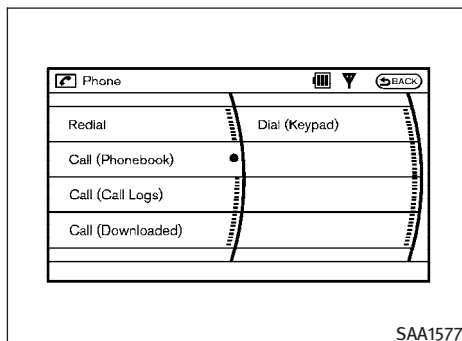 Phone
BACK
Redial
Dial (Keypad)
Call (Phonebook)
Call (Call Logs)
Call (Downloaded)
SAA1577